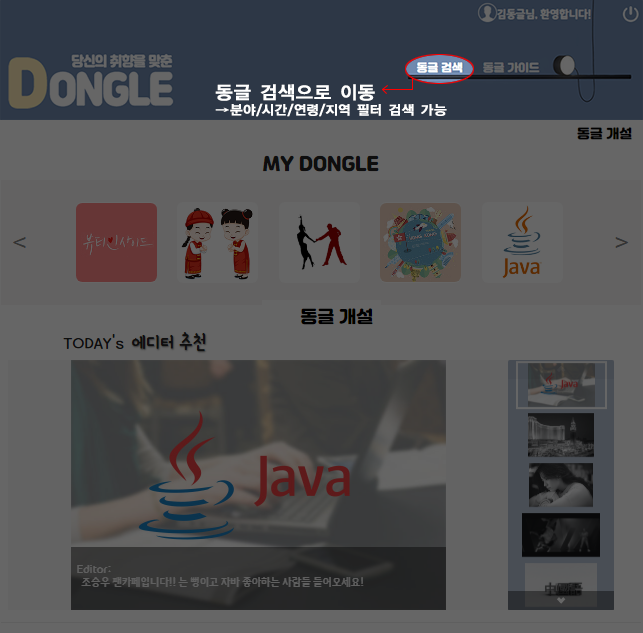 김동글님, 환영합니다!
당신의 취향을 맞춘
DONGLE
동글 검색
동글 가이드
동글 검색으로 이동
→분야/시간/연령/지역 필터 검색 가능
동글 개설
MY DONGLE
<
뷰티인사이드
Java
>
동글 개설
TODAY's 에디터 추천
Java
Java
Editor:
조승우 팬카페입니다!! 는 뻥이고 자바 좋아하는 사람들 들어오세요!